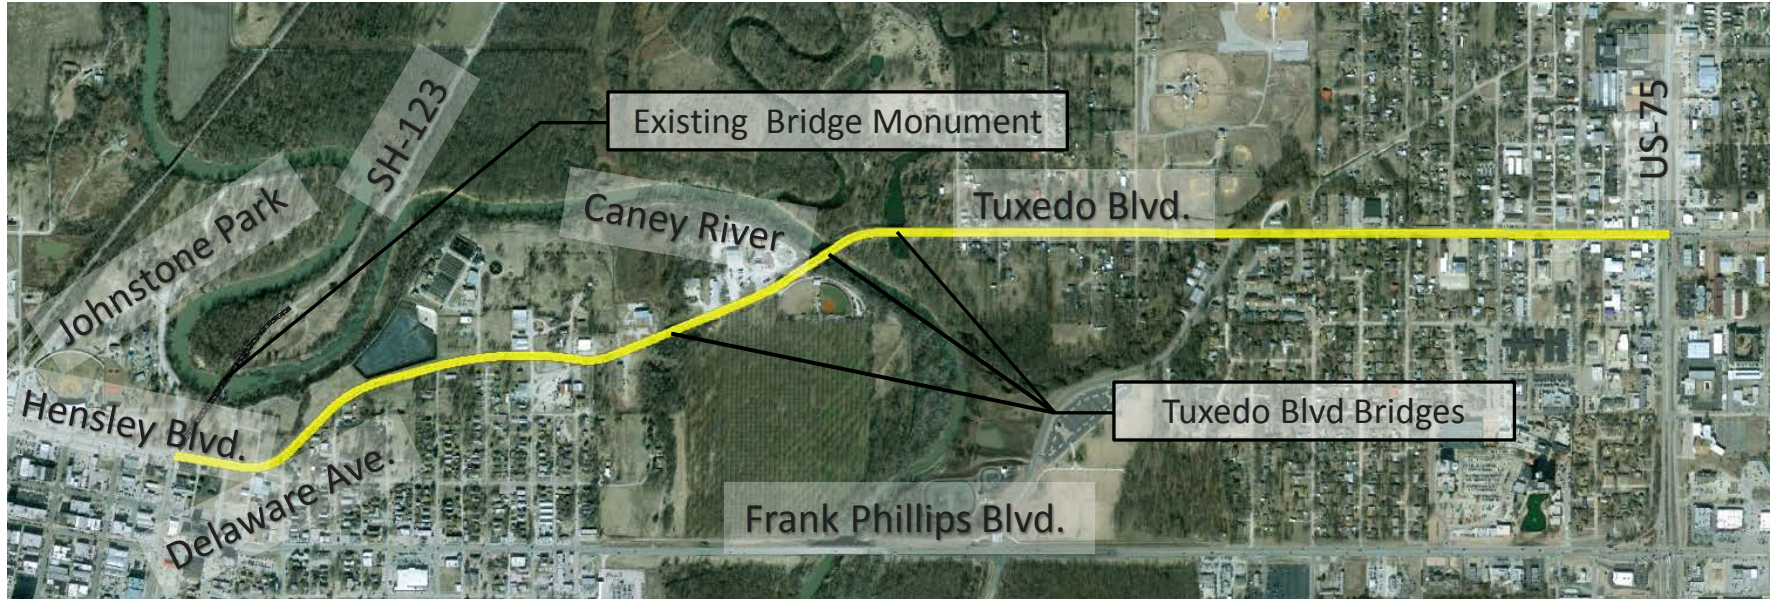 SH-123
Existing Bridge Monument
US-75
Johnstone Park
Caney River
Tuxedo Blvd.
Hensley Blvd.
Tuxedo Blvd Bridges
Delaware Ave.
Frank Phillips Blvd.